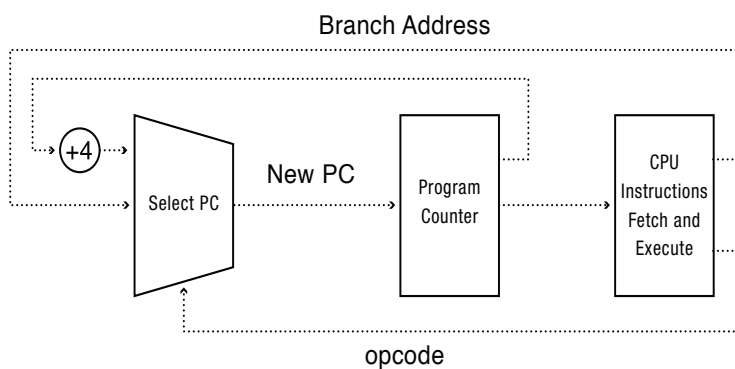 Branch Address
+4
Select PC
New PC
Program
Counter
CPU
Instructions
Fetch and
Execute
opcode